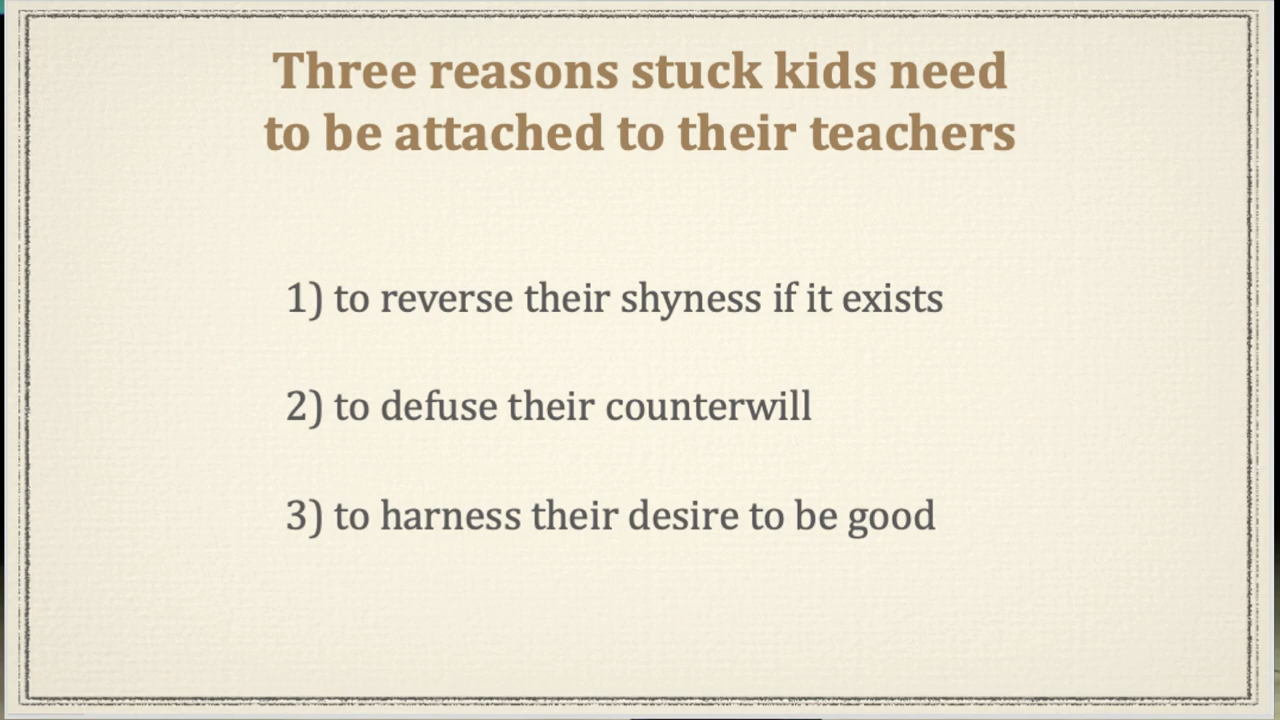 Three reasons stuck kids need
to be attached to their teachers
1) to reverse their shyness if it exists
2) to defuse their counterwill
3) to harness their desire to be good